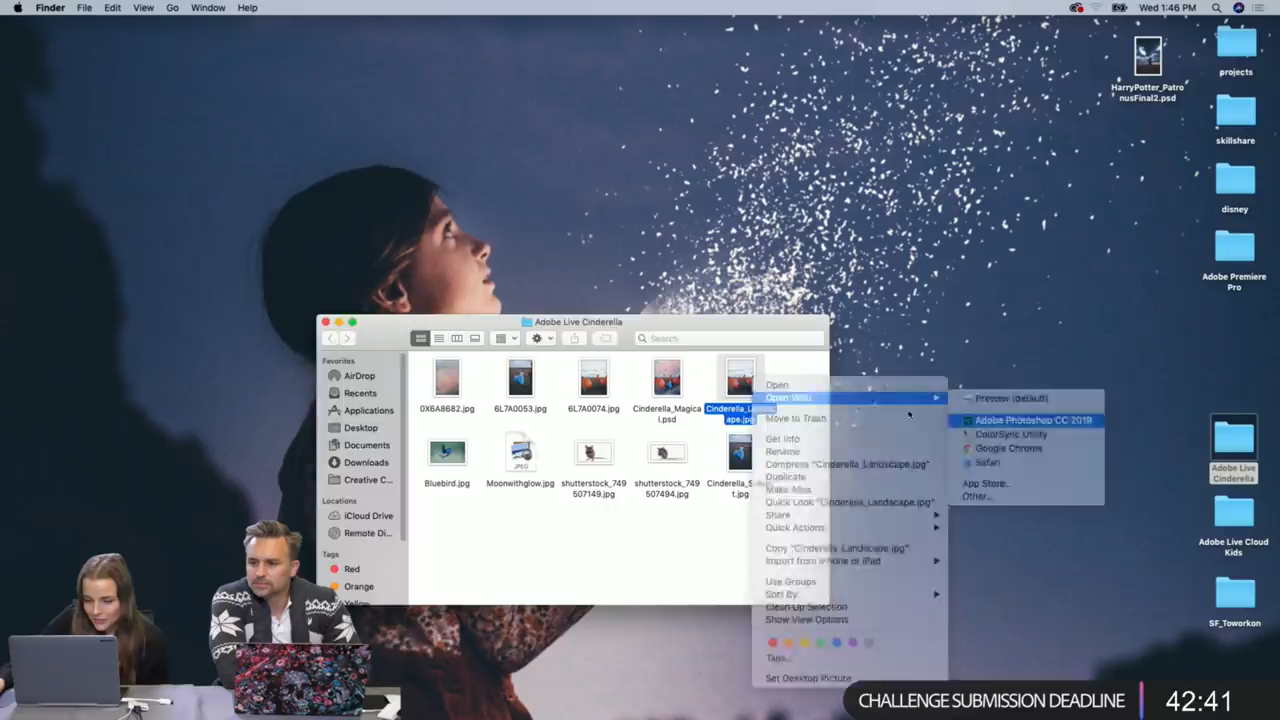 Finder File Edit View Go Window Help
Wed 1:46 PM
projects
HarryPotter_Patro
nusFinal2.psd
skillshare
disney
Adobe Premiere
Pro
Adobe Live Cinderella
Search
Favorites
AirDrop
Recents
Applications
Desktop
Documents
Downloads
Creative C...
Locations
iCloud Drive
Remote Di...
Tags
Red
Orange
0X6A8682.jpg
6L7A0053.jpg
6L7A0074.jpg
Cinderella_Magica
l.psd
ape.jpg
Bluebird.jpg
JPEG
Moonwithglow.jpg
shutterstock_749
507149.jpg
shutterstock_749
507494.jpg
Open
Open With
Move to Trash
Get Info
Rename
Compress "Cinderella_Landscape.jpg"
Duplicate
Make Alias
Quick Look "Cinderella_Landscape.jpg"
Share
Quick Actions
Copy "Cinderella_Landscape.jpg"
Import from iPhone or iPad
Use Groups
Sort By
Clean Up Selection
Show View Options
Tags...
Set Desktop Picture
Preview (default)
Adobe Photoshop CC 2019
ColorSync Utility
Google Chrome
Safari
App Store...
Other...
Adobe Live
Cinderella
Adobe Live Cloud
Kids
SF_Toworkon
CHALLENGE SUBMISSION DEADLINE 42:41